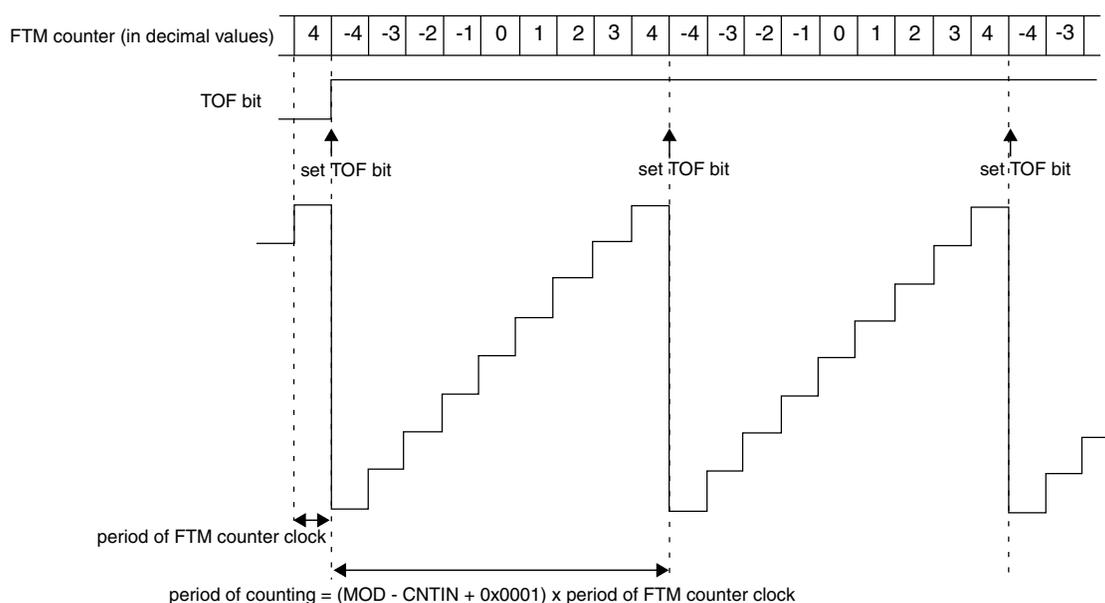 FTM counter (in decimal values) 4 -4 -3 -2 -1 0 1 2 3 4 -4 -3 -2 -1 0 1 2 3 4 -4 -3
TOF bit
set TOF bit set TOF bit set TOF bit
period of FTM counter clock
period of counting = (MOD - CNTIN + 0x0001) x period of FTM counter clock